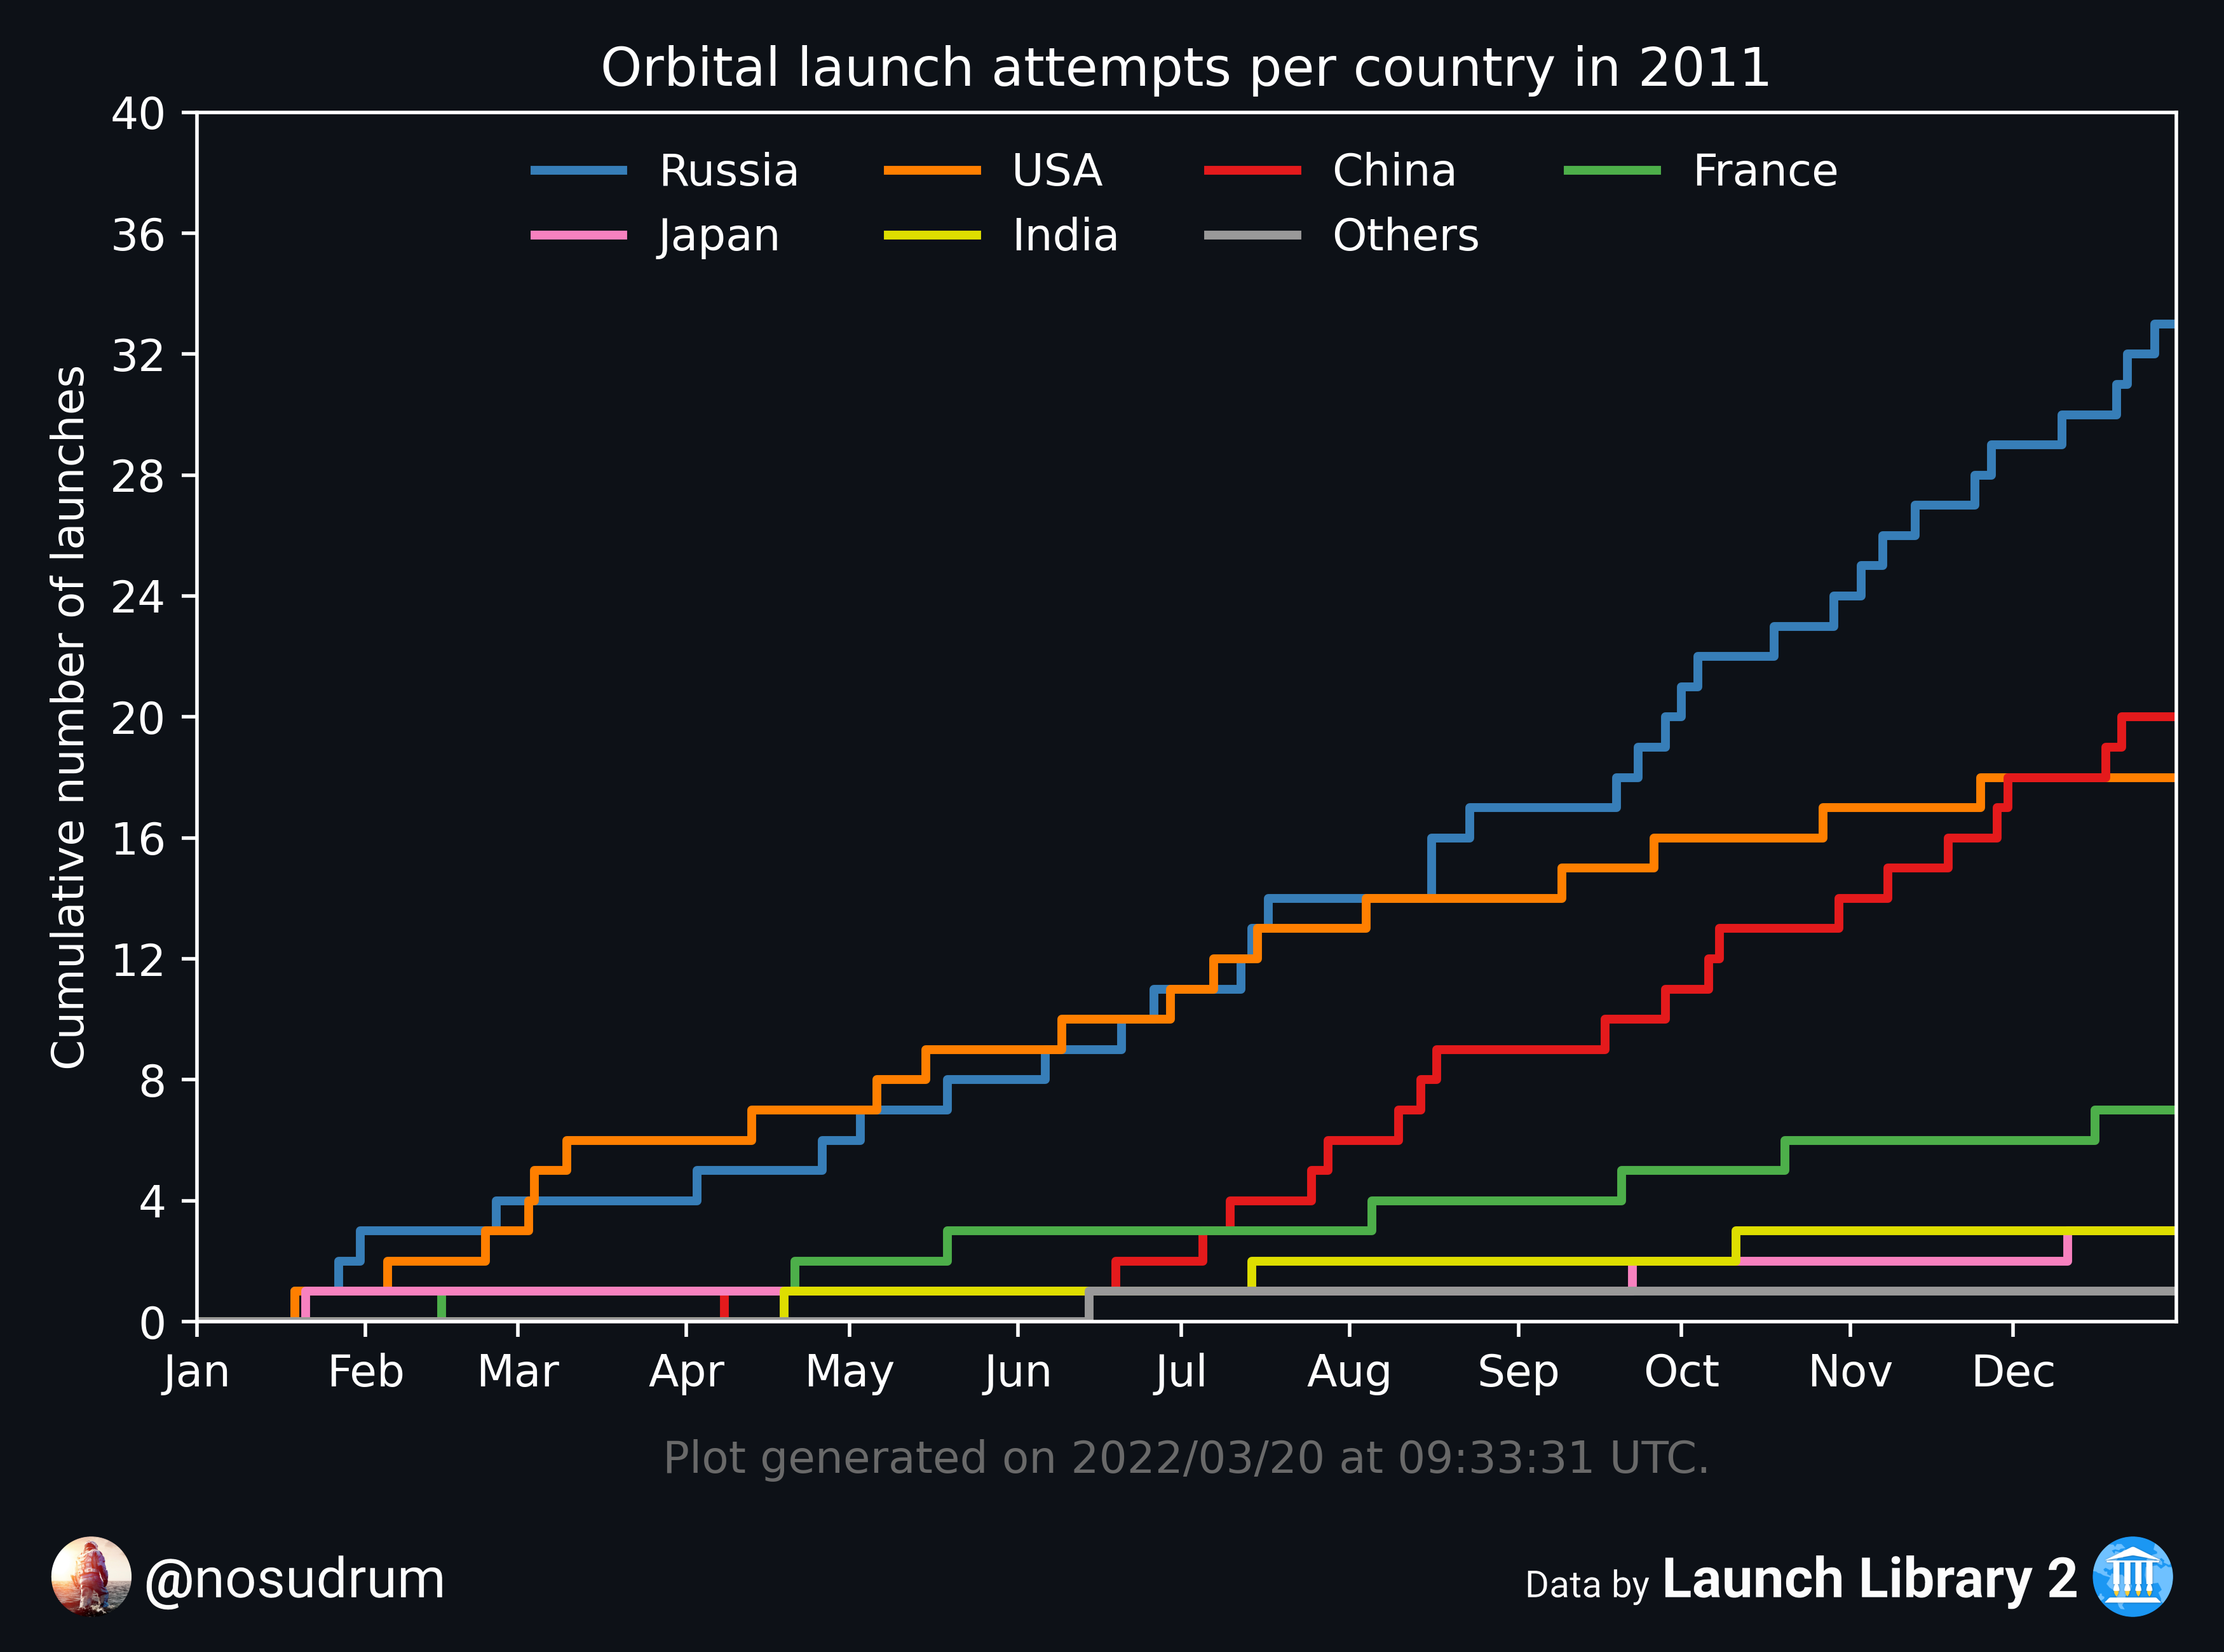 Orbital launch attempts per country in 2011
Russia USA China France
Japan India Others
Cumulative number of launches
40
36
32
28
24
20
16
12
8
4
0
Jan Feb Mar Apr May Jun Jul Aug Sep Oct Nov Dec
Plot generated on 2022/03/20 at 09:33:31 UTC.
@nosudrum
Data by Launch Library 2